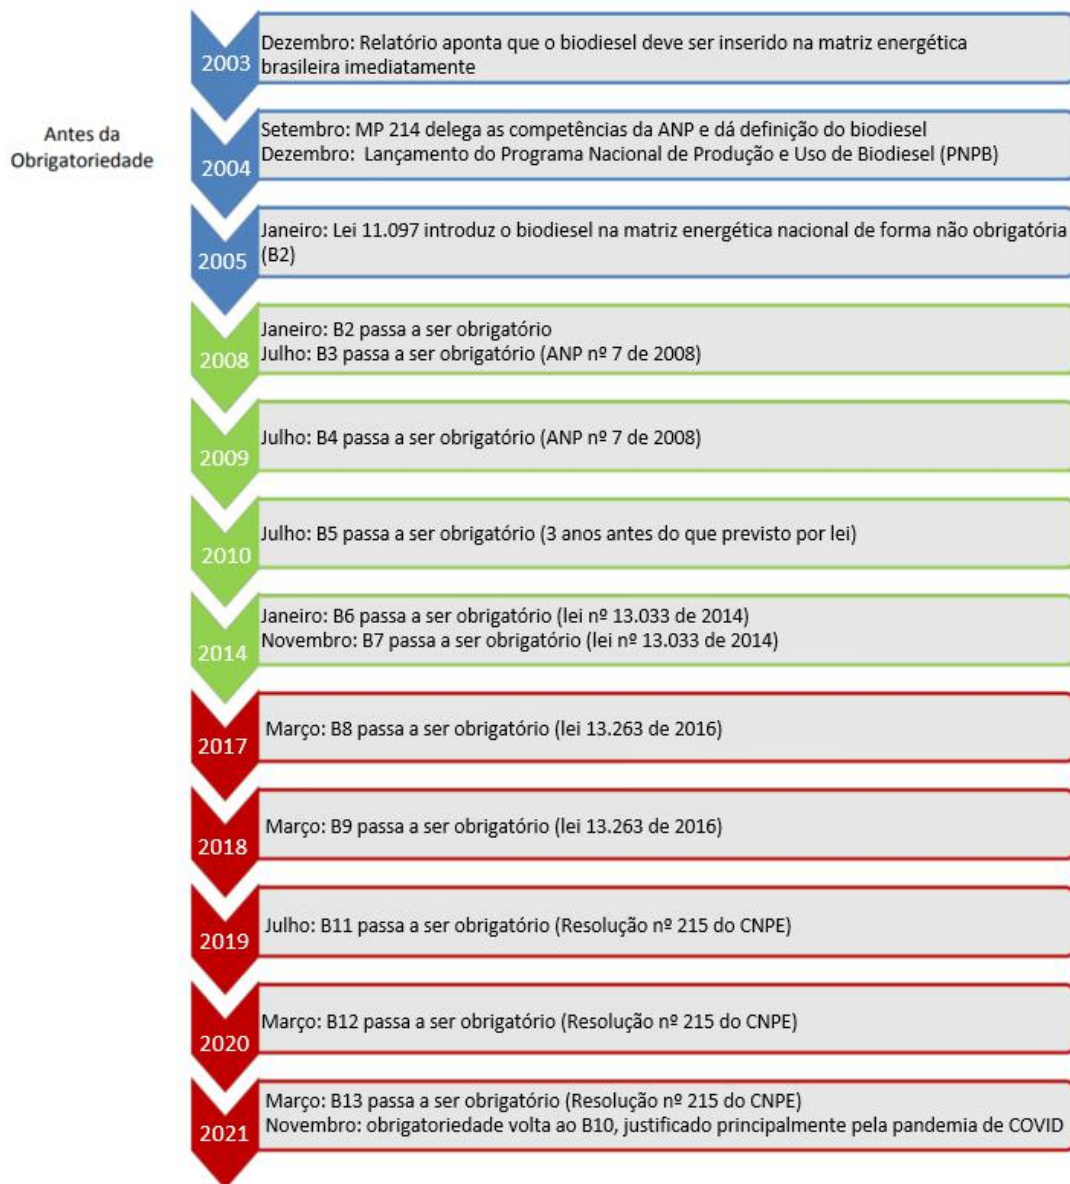 2003
Dezembro: Relatório aponta que o biodiesel deve ser inserido na matriz energética
brasileira imediatamente
Antes da
Obrigatoriedade
2004
Setembro: MP 214 delega as competências da ANP e dá definição do biodiesel
Dezembro: Lançamento do Programa Nacional de Produção e Uso de Biodiesel (PNPB)
2005
Janeiro: Lei 11.097 introduz o biodiesel na matriz energética nacional de forma não obrigatória
(B2)
2008
Janeiro: B2 passa a ser obrigatório
Julho: B3 passa a ser obrigatório (ANP nº 7 de 2008)
2009
Julho: B4 passa a ser obrigatório (ANP nº 7 de 2008)
2010
Julho: B5 passa a ser obrigatório (3 anos antes do que previsto por lei)
2014
Janeiro: B6 passa a ser obrigatório (lei nº 13.033 de 2014)
Novembro: B7 passa a ser obrigatório (lei nº 13.033 de 2014)
2017
Março: B8 passa a ser obrigatório (lei 13.263 de 2016)
2018
Março: B9 passa a ser obrigatório (lei 13.263 de 2016)
2019
Julho: B11 passa a ser obrigatório (Resolução nº 215 do CNPE)
2020
Março: B12 passa a ser obrigatório (Resolução nº 215 do CNPE)
2021
Março: B13 passa a ser obrigatório (Resolução nº 215 do CNPE)
Novembro: obrigatoriedade volta ao B10, justificado principalmente pela pandemia de COVID